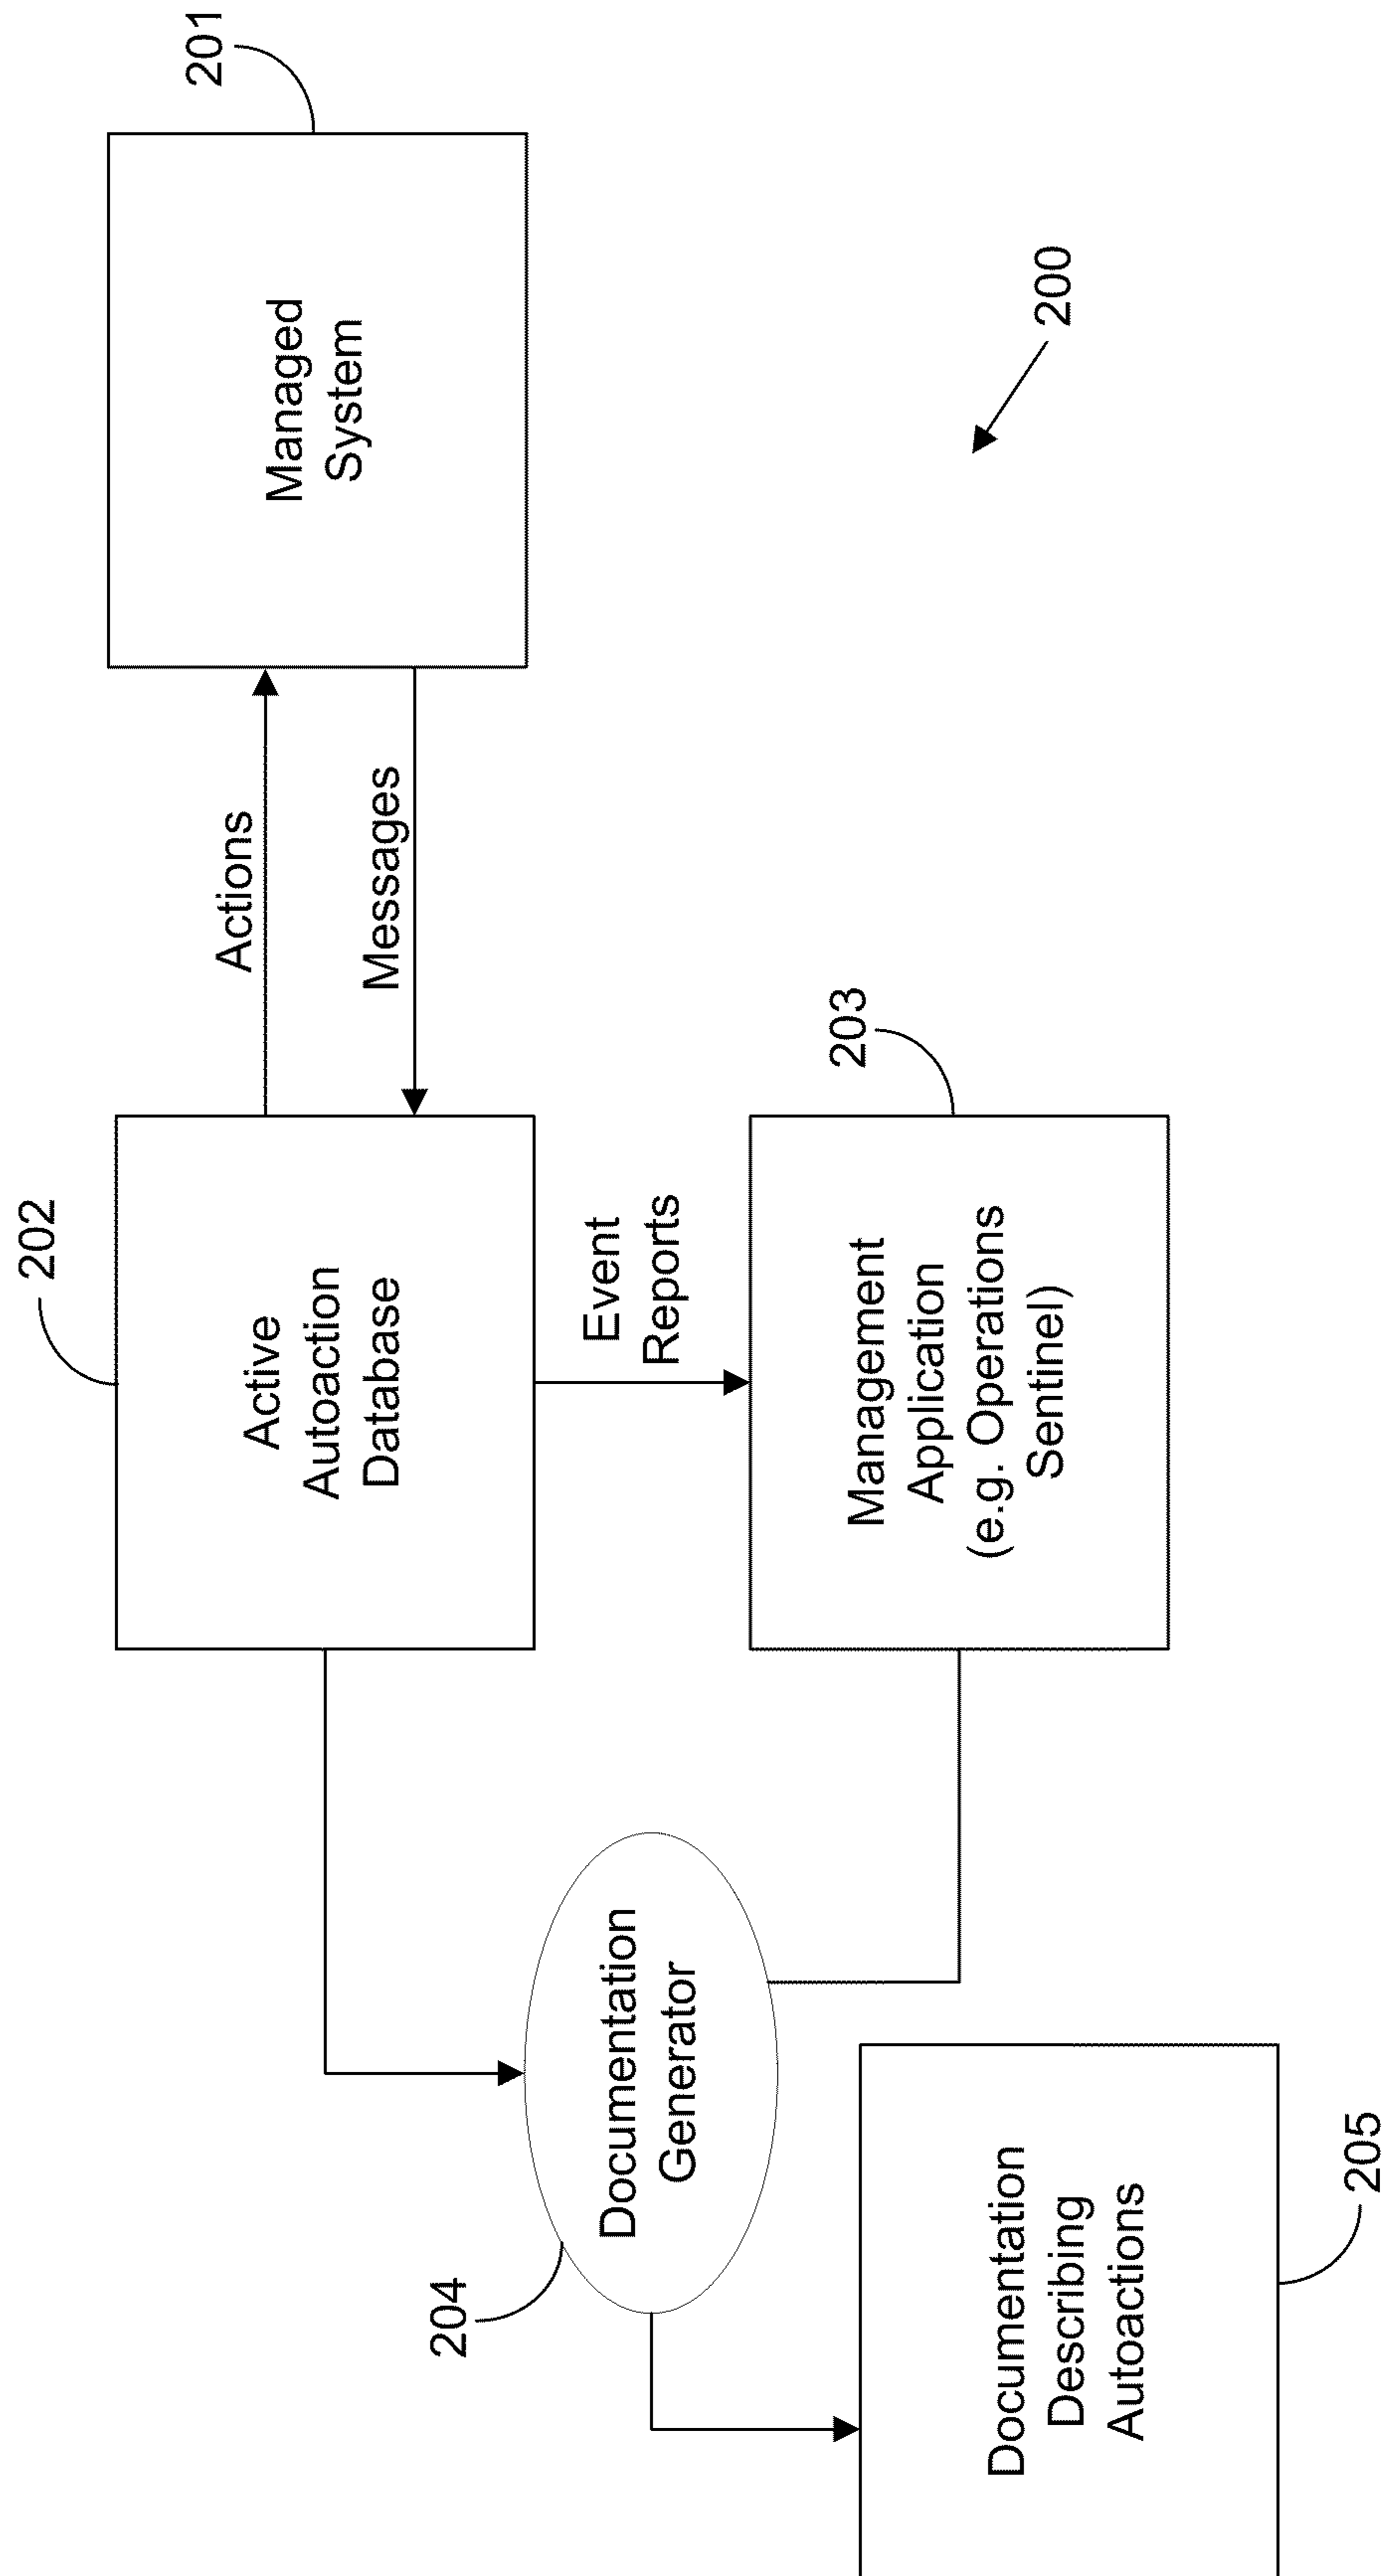 202
Active
Autoaction
Database
Actions
Messages
201
Managed
System
204
Documentation
Generator
Event
Reports
203
Management
Application
(e.g. Operations
Sentinel)
200
Documentation
Describing
Autoactions
205